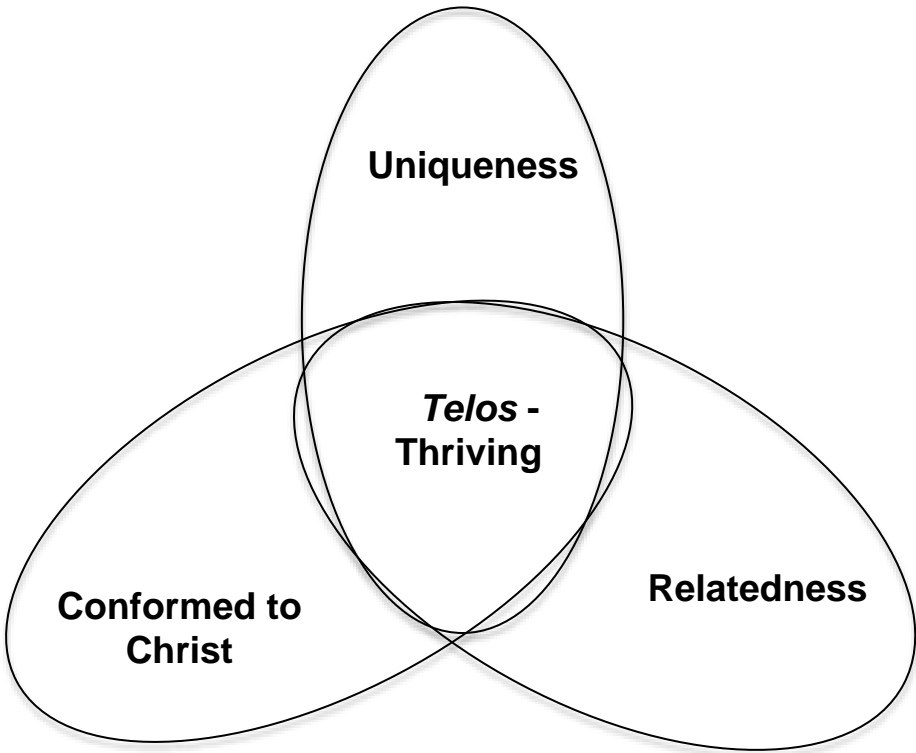 Uniqueness
Telos -
Thriving
Conformed to
Christ
Relatedness